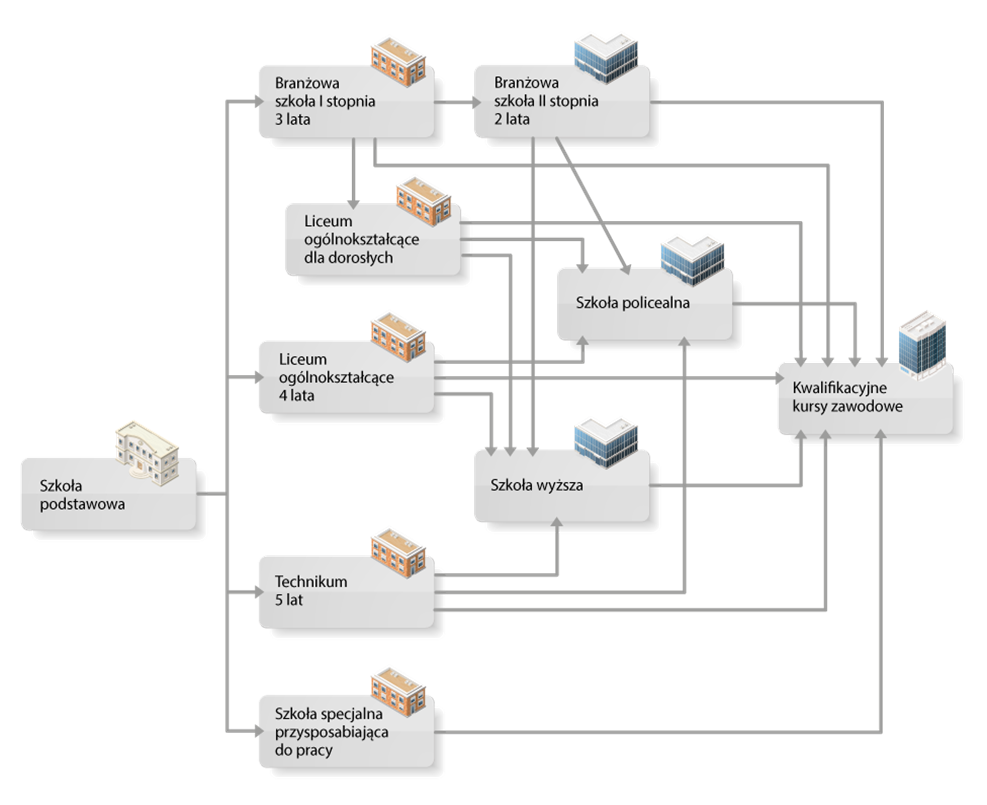 Branżowa
szkoła I stopnia
3 lata
Branżowa
szkoła II stopnia
2 lata
Liceum
ogólnokształcące
dla dorosłych
Szkoła policealna
Liceum
ogólnokształcące
4 lata
Kwalifikacyjne
kursy zawodowe
Szkoła
podstawowa
Szkoła wyższa
Technikum
5 lat
Szkoła specjalna
przysposabiająca
do pracy